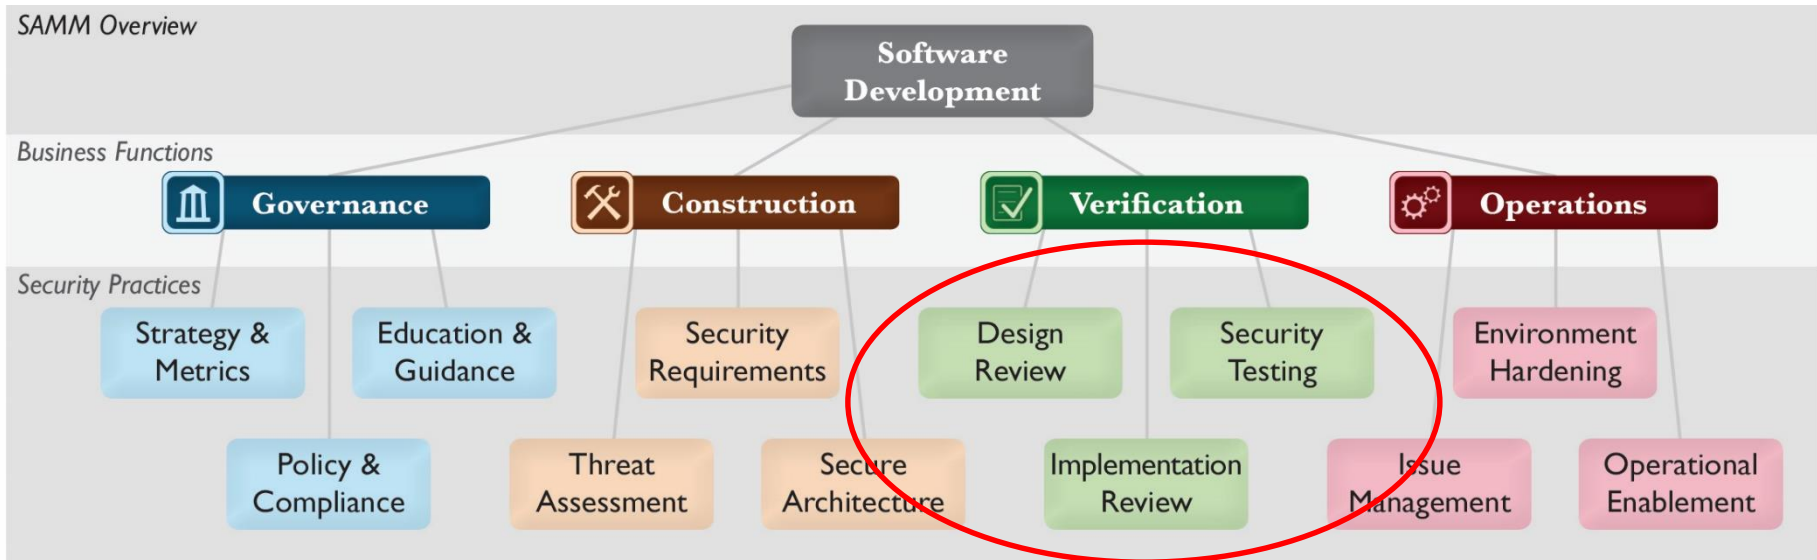 SAMM Overview
Software
Development
Business Functions
Governance
Construction
Verification
Operations
Security Practices
Strategy &
Metrics
Education &
Guidance
Security
Requirements
Design
Review
Security
Testing
Environment
Hardening
Policy &
Compliance
Threat
Assessment
Secure
Architecture
Implementation
Review
Issue
Management
Operational
Enablement